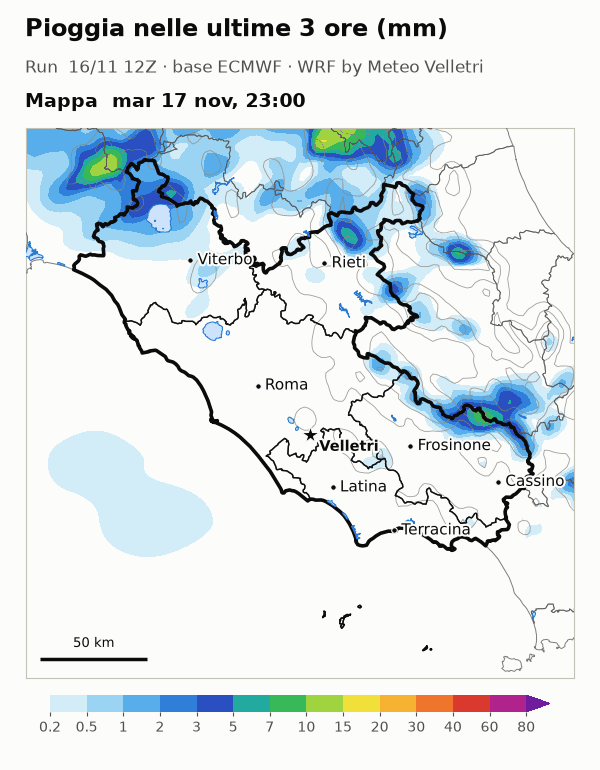 Pioggia nelle ultime 3 ore (mm)
Run  16/11 12Z · base ECMWF · WRF by Meteo Velletri
Mappa  mar 17 nov, 23:00
Viterbo
Rieti
Roma
Velletri
Frosinone
Cassino
Latina
Terracina
50 km
0.2 0.5 1 2 3 5 7 10 15 20 30 40 60 80